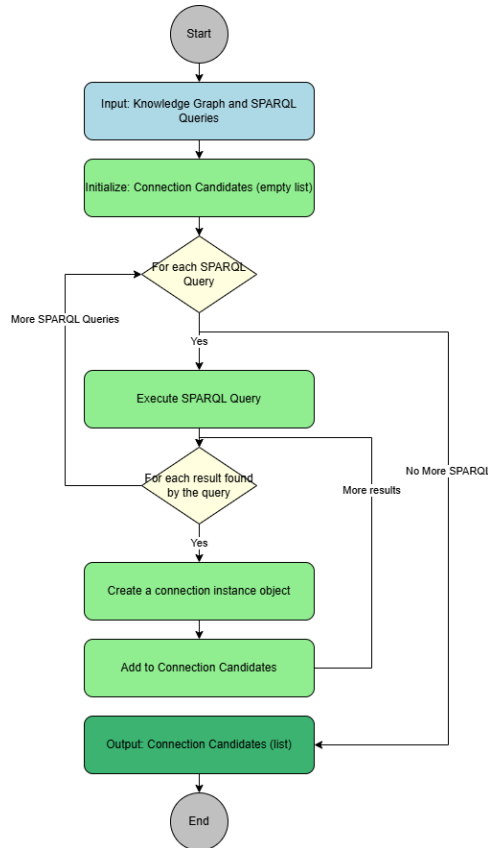 Start
Input: Knowledge Graph and SPARQL
Queries
Initialize: Connection Candidates (empty list)
For each SPARQL
Query
More SPARQL Queries
Yes
Execute SPARQL Query
For each result found
by the query
More results
No More SPARQL
Yes
Create a connection instance object
Add to Connection Candidates
Output: Connection Candidates (list)
End